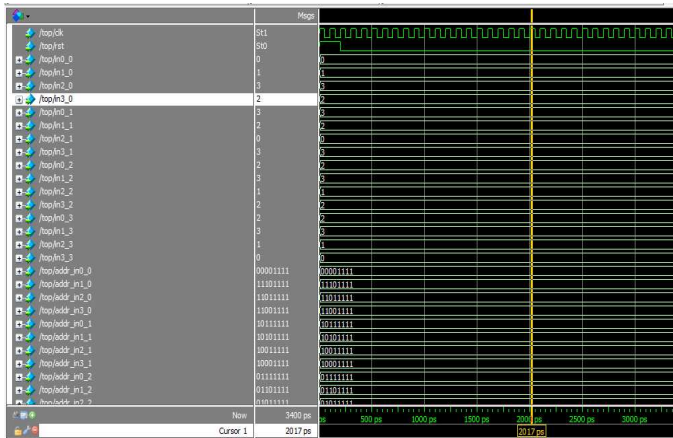 Msgs
/top/clk St1
/top/rst St0
/top/in0_0 0 0
/top/in1_0 1 1
/top/in2_0 3 3
/top/in3_0 2 2
/top/in0_1 3 3
/top/in1_1 2 2
/top/in2_1 0 0
/top/in3_1 3 3
/top/in0_2 2 2
/top/in1_2 3 3
/top/in2_2 1 1
/top/in3_2 2 2
/top/in0_3 2 2
/top/in1_3 3 3
/top/in2_3 1 1
/top/in3_3 0 0
/top/addr_in0_0 00001111 00001111
/top/addr_in1_0 11101111 11101111
/top/addr_in2_0 11011111 11011111
/top/addr_in3_0 11001111 11001111
/top/addr_in0_1 10111111 10111111
/top/addr_in1_1 10101111 10101111
/top/addr_in2_1 10011111 10011111
/top/addr_in3_1 10001111 10001111
/top/addr_in0_2 01111111 01111111
/top/addr_in1_2 01101111 01101111
/top/addr_in2_2 01011111 01011111
Now 3400 ps ps 500 ps 1000 ps 1500 ps 2000 ps 2500 ps 3000 ps
Cursor 1 2017 ps 2017 ps